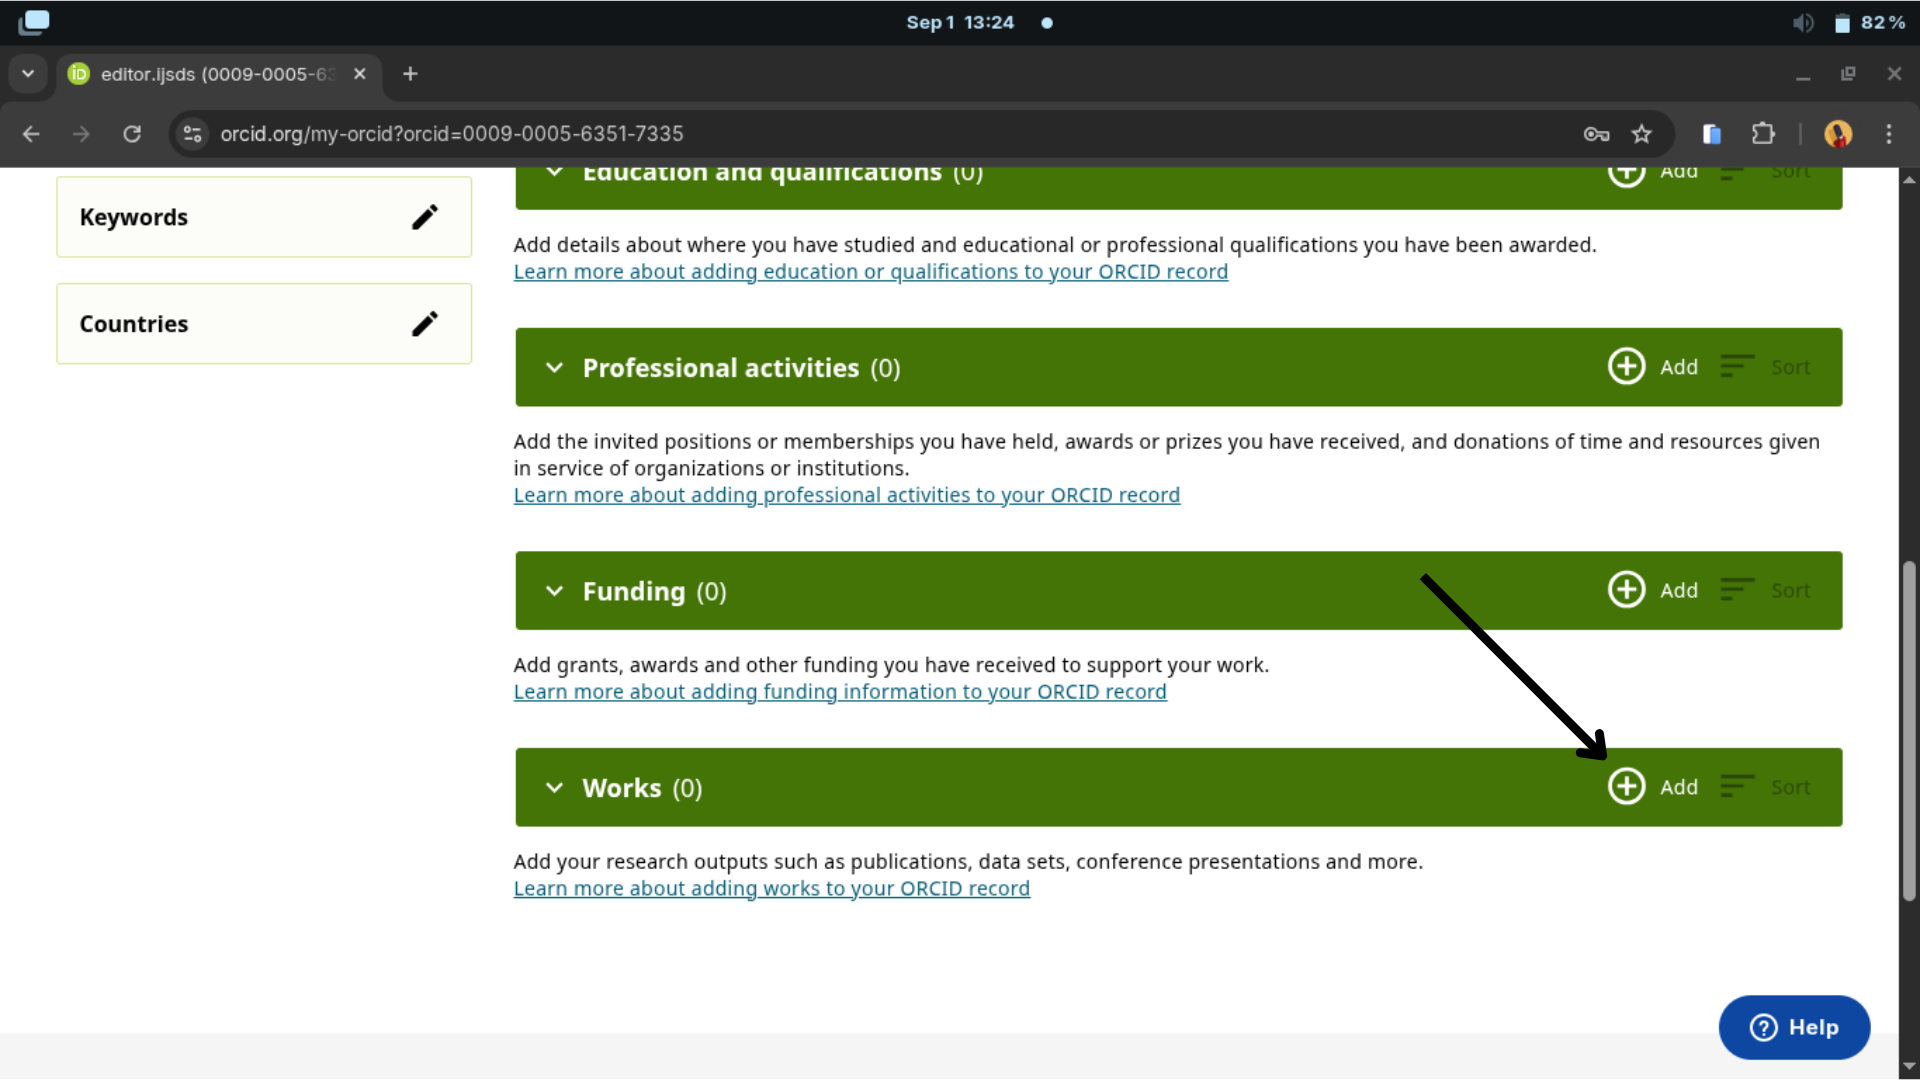 Sep 1 13:24
82 %
editor.ijsds (0009-0005-63
orcid.org/my-orcid?orcid=0009-0005-6351-7335
Education and qualifications (0)
Add Sort
Keywords
Add details about where you have studied and educational or professional qualifications you have been awarded.
Learn more about adding education or qualifications to your ORCID record
Countries
Professional activities (0)
Add Sort
Add the invited positions or memberships you have held, awards or prizes you have received, and donations of time and resources given
in service of organizations or institutions.
Learn more about adding professional activities to your ORCID record
Funding (0)
Add Sort
Add grants, awards and other funding you have received to support your work.
Learn more about adding funding information to your ORCID record
Works (0)
Add Sort
Add your research outputs such as publications, data sets, conference presentations and more.
Learn more about adding works to your ORCID record
Help